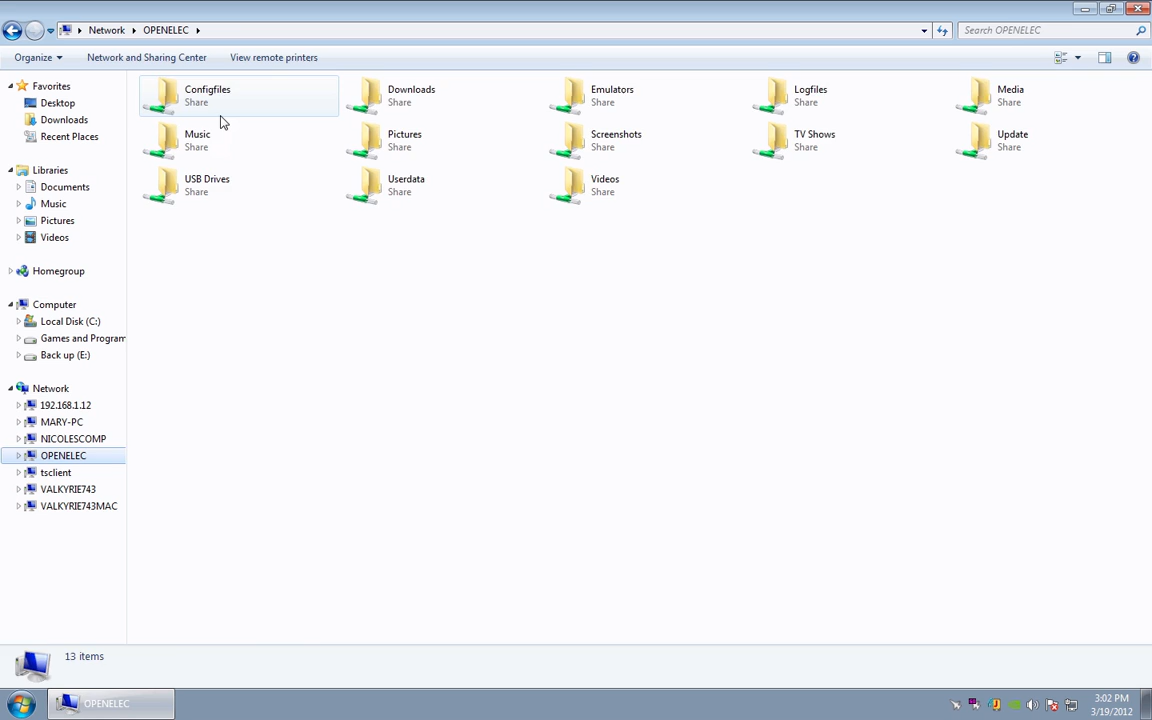 Network OPENELEC
Search OPENELEC
Organize Network and Sharing Center View remote printers
Favorites
Desktop
Downloads
Recent Places
Libraries
Documents
Music
Pictures
Videos
Homegroup
Computer
Local Disk (C:)
Games and Program
Back up (E:)
Network
192.168.1.12
MARY-PC
NICOLESCOMP
OPENELEC
tsclient
VALKYRIE743
VALKYRIE743MAC
Configfiles
Share
Downloads
Share
Emulators
Share
Logfiles
Share
Media
Share
Music
Share
Pictures
Share
Screenshots
Share
TV Shows
Share
Update
Share
USB Drives
Share
Userdata
Share
Videos
Share
13 items
OPENELEC
3:02 PM
3/19/2012